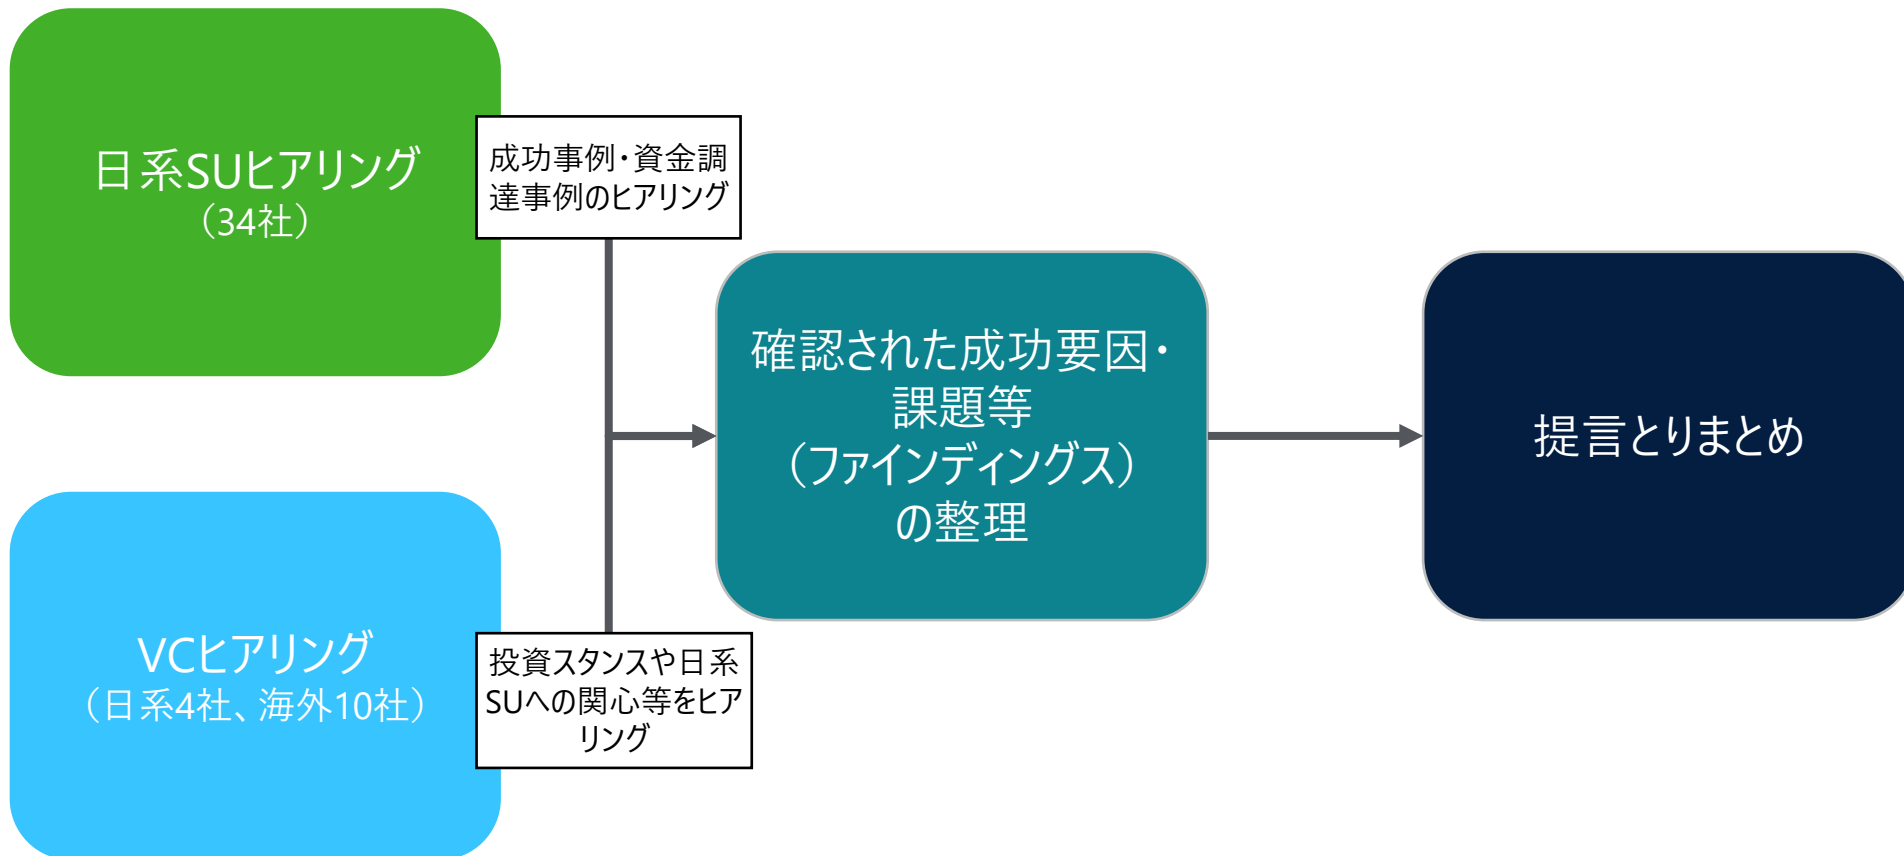 日系SUヒアリング
（34社）
成功事例・資金調
達事例のヒアリング
確認された成功要因・
課題等
（ファインディングス）
の整理
提言とりまとめ
VCヒアリング
（日系4社、海外10社）
投資スタンスや日系
SUへの関心等をヒア
リング